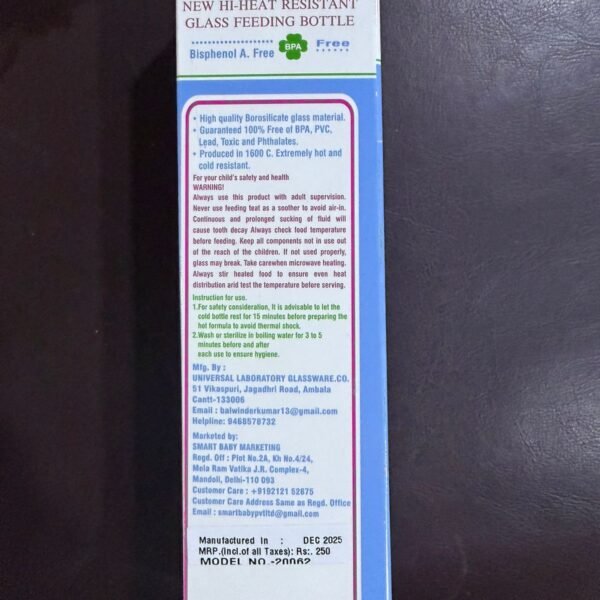 NEW HI-HEAT RESISTANT
GLASS FEEDING BOTTLE
Bisphenol A. Free BPA Free
• High quality Borosilicate glass material.
• Guaranteed 100% Free of BPA, PVC,
Lead, Toxic and Phthalates.
• Produced in 1600 C. Extremely hot and
cold resistant.
For your child's safety and health
WARNING!
Always use this product with adult supervision.
Never use feeding teat as a soother to avoid air-in.
Continuous and prolonged sucking of fluid will
cause tooth decay Always check food temperature
before feeding. Keep all components not in use out
of the reach of the children. If not used properly,
glass may break. Take carewhen microwave heating.
Always stir heated food to ensure even heat
distribution arid test the temperature before serving.
Instruction for use.
1.For safety consideration, It is advisable to let the
cold bottle rest for 15 minutes before preparing the
hot formula to avoid thermal shock.
2.Wash or sterilize in boiling water for 3 to 5
minutes before and after
each use to ensure hygiene.
Mfg. By :
UNIVERSAL LABORATORY GLASSWARE.CO.
51 Vikaspuri, Jagadhri Road, Ambala
Cantt-133006
Email : balwinderkumar13@gmail.com
Helpline: 9468578732
Marketed by:
SMART BABY MARKETING
Regd. Off : Plot No.2A, Kh No.4/24,
Mela Ram Vatika J.R. Complex-4,
Mandoli, Delhi-110 093
Customer Care : +9192121 52875
Customer Care Address Same as Regd. Office
Email : smartbabypvtltd@gmail.com
Manufactured In : DEC 2025
MRP.(Incl.of all Taxes): Rs:. 250
MODEL NO.-20062